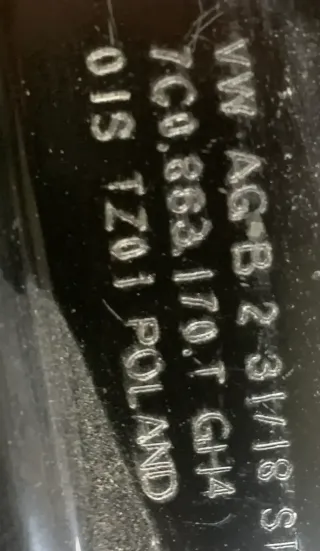 VW AG-B 2 31/18 ST
7C0.863.170.T GH4
01S TZ01 POLAND